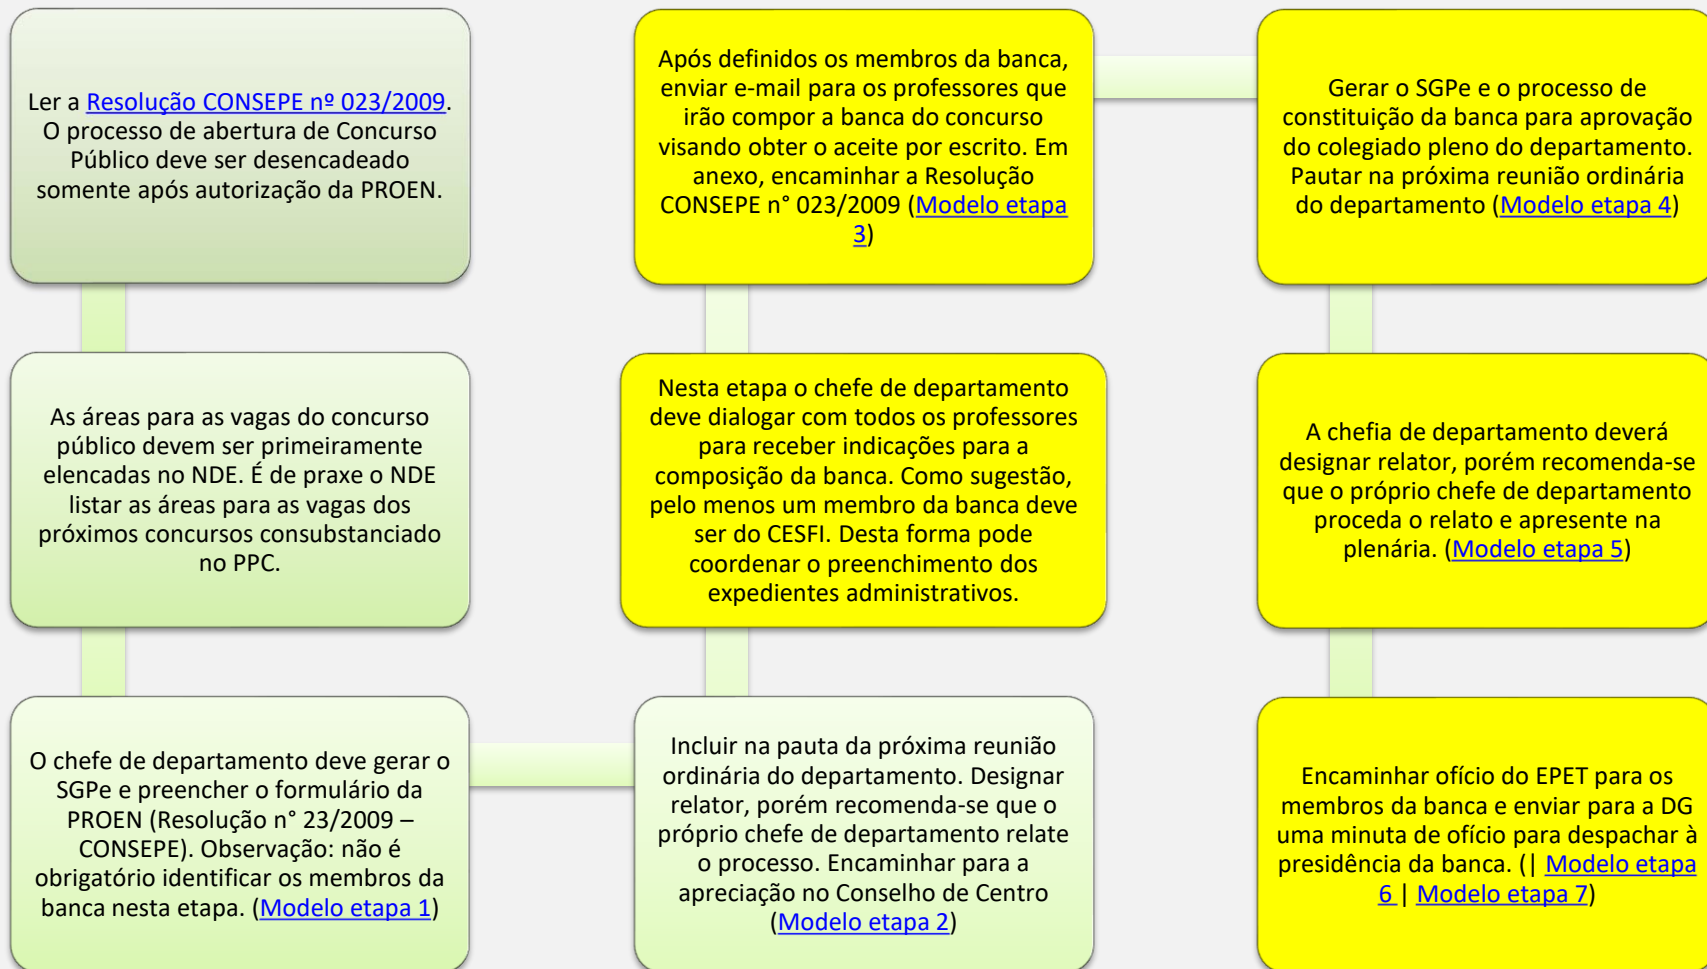 Ler a Resolução CONSEPE nº 023/2009.
O processo de abertura de Concurso
Público deve ser desencadeado
somente após autorização da PROEN.
As áreas para as vagas do concurso
público devem ser primeiramente
elencadas no NDE. É de praxe o NDE
listar as áreas para as vagas dos
próximos concursos consubstanciado
no PPC.
O chefe de departamento deve gerar o
SGPe e preencher o formulário da
PROEN (Resolução n° 23/2009 –
CONSEPE). Observação: não é
obrigatório identificar os membros da
banca nesta etapa. (Modelo etapa 1)
Incluir na pauta da próxima reunião
ordinária do departamento. Designar
relator, porém recomenda-se que o
próprio chefe de departamento relate
o processo. Encaminhar para a
apreciação no Conselho de Centro
(Modelo etapa 2)
Nesta etapa o chefe de departamento
deve dialogar com todos os professores
para receber indicações para a
composição da banca. Como sugestão,
pelo menos um membro da banca deve
ser do CESFI. Desta forma pode
coordenar o preenchimento dos
expedientes administrativos.
Após definidos os membros da banca,
enviar e-mail para os professores que
irão compor a banca do concurso
visando obter o aceite por escrito. Em
anexo, encaminhar a Resolução
CONSEPE n° 023/2009 (Modelo etapa
3)
Gerar o SGPe e o processo de
constituição da banca para aprovação
do colegiado pleno do departamento.
Pautar na próxima reunião ordinária
do departamento (Modelo etapa 4)
A chefia de departamento deverá
designar relator, porém recomenda-se
que o próprio chefe de departamento
proceda o relato e apresente na
plenária. (Modelo etapa 5)
Encaminhar ofício do EPET para os
membros da banca e enviar para a DG
uma minuta de ofício para despachar à
presidência da banca. (| Modelo etapa
6 | Modelo etapa 7)